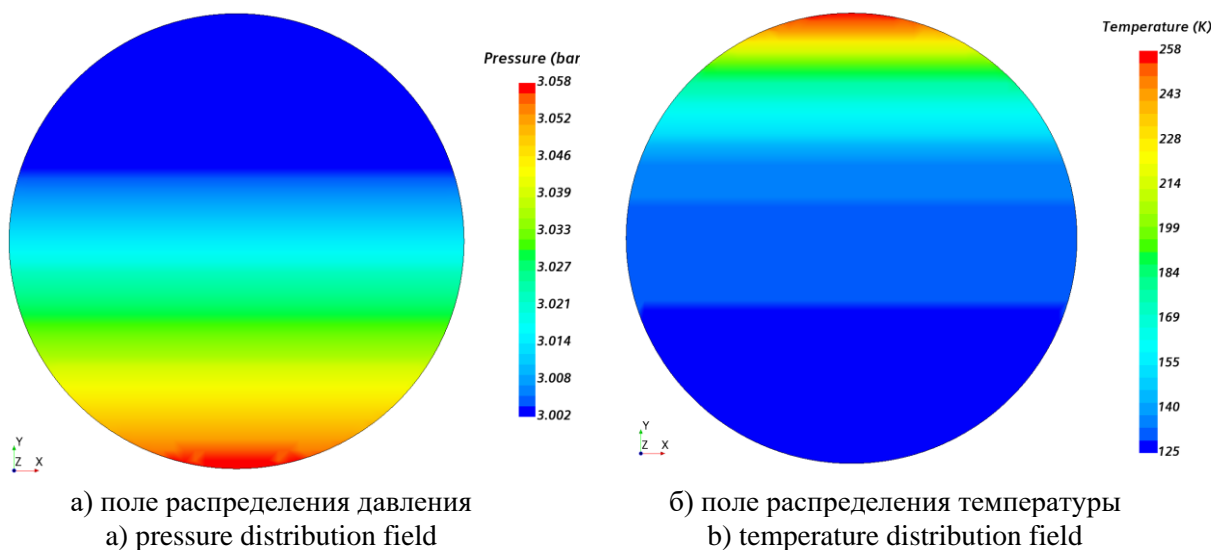 Pressure (bar
3.058
3.052
3.046
3.039
3.033
3.027
3.021
3.014
3.008
3.002
Y
Z X
а) поле распределения давления
a) pressure distribution field
Temperature (K)
258
243
228
214
199
184
169
155
140
125
Y
Z X
б) поле распределения температуры
b) temperature distribution field